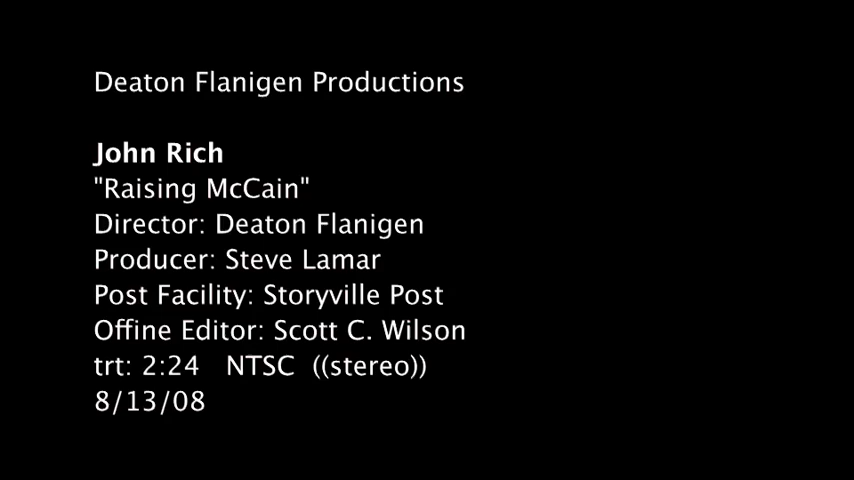 Deaton Flanigen Productions
John Rich
"Raising McCain"
Director: Deaton Flanigen
Producer: Steve Lamar
Post Facility: Storyville Post
Offine Editor: Scott C. Wilson
trt: 2:24 NTSC ((stereo))
8/13/08